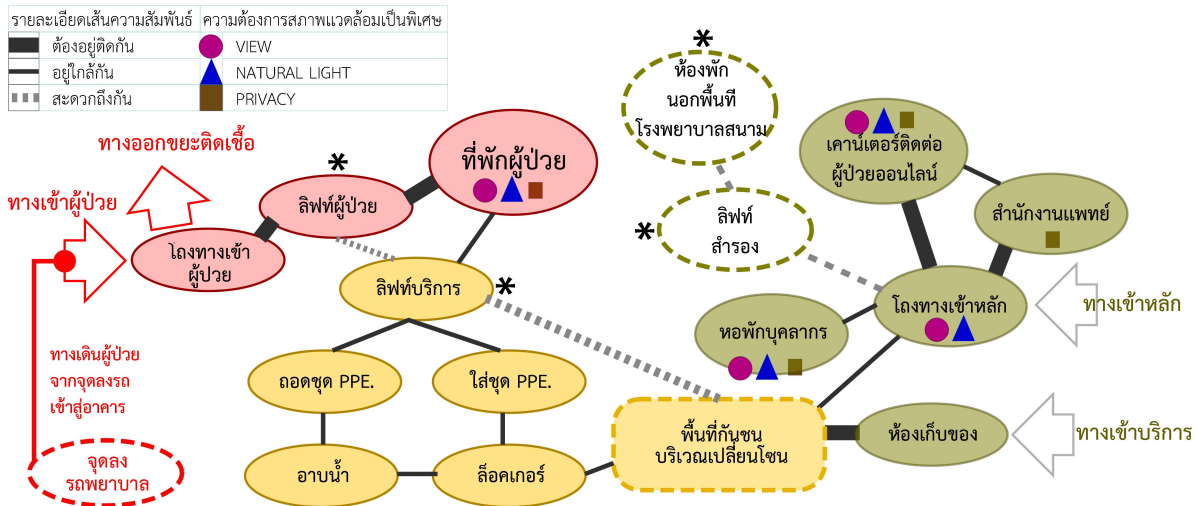 รายละเอียดเส้นความสัมพันธ์
ความต้องการสภาพแวดล้อมเป็นพิเศษ
ต้องอยู่ติดกัน
VIEW
อยู่ใกล้กัน
NATURAL LIGHT
สะดวกถึงกัน
PRIVACY
*
ห้องพัก
นอกพื้นที่
โรงพยาบาลสนาม
เคาน์เตอร์ติดต่อ
ผู้ป่วยออนไลน์
ทางออกขยะติดเชื้อ
*
ที่พักผู้ป่วย
ทางเข้าผู้ป่วย
ลิฟท์ผู้ป่วย
*
ลิฟท์
สำรอง
สำนักงานแพทย์
โถงทางเข้า
ผู้ป่วย
ลิฟท์บริการ
*
โถงทางเข้าหลัก
ทางเข้าหลัก
หอพักบุคลากร
ทางเดินผู้ป่วย
จากจุดลงรถ
เข้าสู่อาคาร
ถอดชุด PPE.
ใส่ชุด PPE.
พื้นที่กันชน
บริเวณเปลี่ยนโซน
ห้องเก็บของ
ทางเข้าบริการ
จุดลง
รถพยาบาล
อาบน้ำ
ล็อคเกอร์